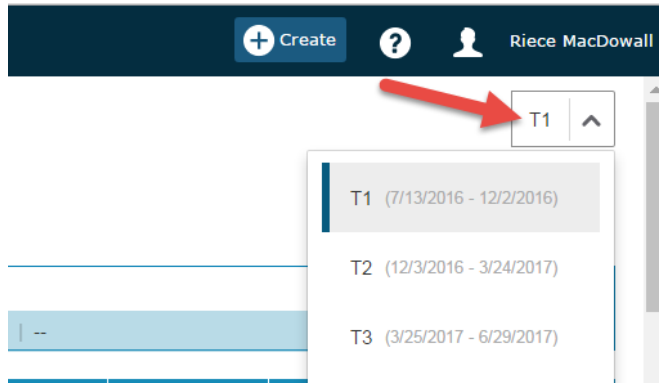 Create ? Riece MacDowall
T1
T1 (7/13/2016 - 12/2/2016)
T2 (12/3/2016 - 3/24/2017)
| --
T3 (3/25/2017 - 6/29/2017)